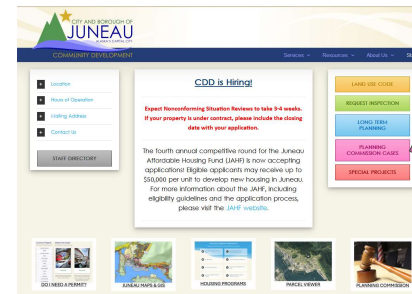 CITY AND BOROUGH OF
JUNEAU
ALASKA'S CAPITAL CITY
COMMUNITY DEVELOPMENT
Services
Resources
About Us
Location
Hours of Operation
Mailing Address
Contact Us
STAFF DIRECTORY
CDD is Hiring!
Expect Nonconforming Situation Reviews to take 3-4 weeks.
If your property is under contract, please include the closing
date with your application.
The fourth annual competitive round for the Juneau
Affordable Housing Fund (JAHF) is now accepting
applications! Eligible applicants may receive up to
$50,000 per unit to develop new housing in Juneau.
For more information about the JAHF, including
eligibility guidelines and the application process,
please visit the JAHF website.
LAND USE CODE
REQUEST INSPECTION
LONG TERM
PLANNING
PLANNING
COMMISSION CASES
SPECIAL PROJECTS
DO I NEED A PERMIT?
JUNEAU MAPS & GIS
HOUSING PROGRAMS
PARCEL VIEWER
PLANNING COMMISSION